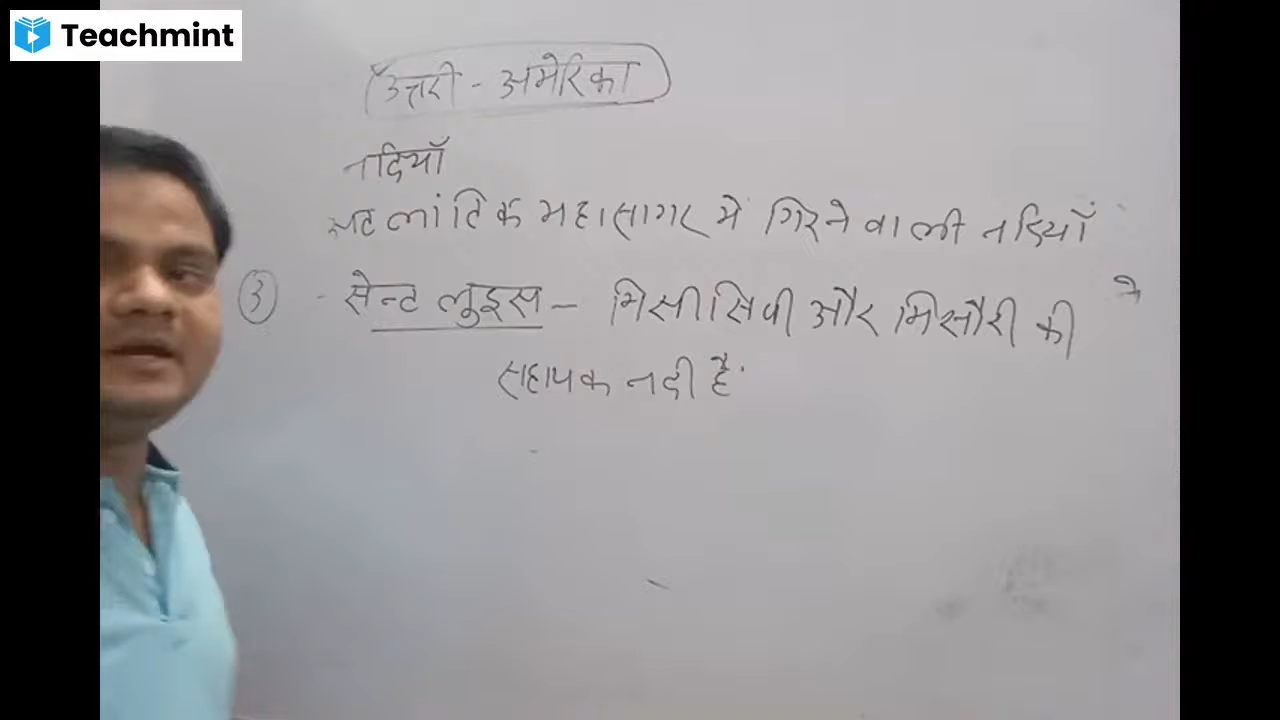 Teachmint
उत्तरी - अमेरिका
नदियाँ
अटलांटिक महासागर में गिरने वाली नदियाँ
3 - सेन्ट लुइस - मिसीसिपी और मिसौरी की
सहायक नदी है